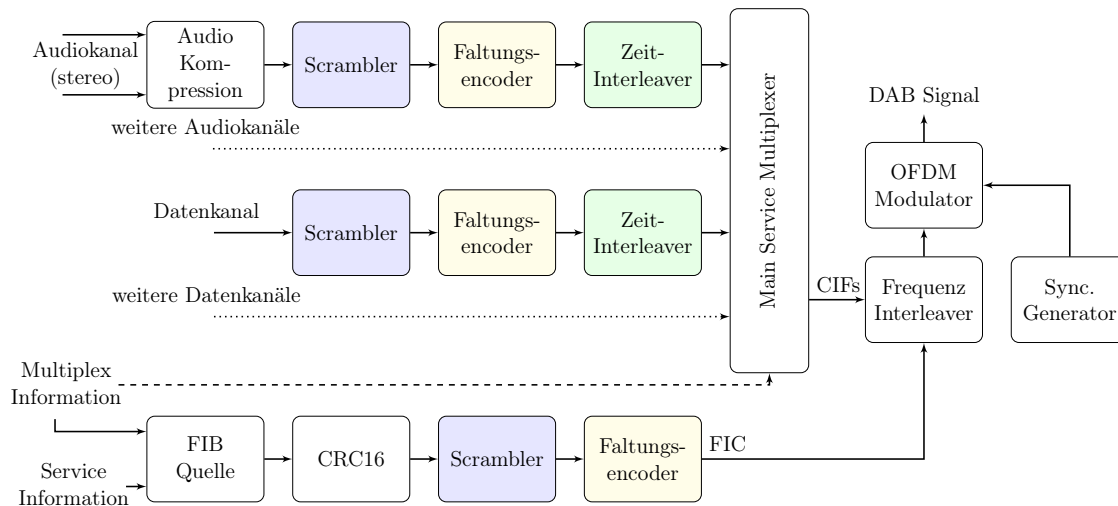 Audiokanal
(stereo)
Audio
Kom-
pression
Scrambler
Faltungs-
encoder
Zeit-
Interleaver
weitere Audiokanäle
Datenkanal
Scrambler
Faltungs-
encoder
Zeit-
Interleaver
weitere Datenkanäle
Main Service Multiplexer
CIFs
DAB Signal
OFDM
Modulator
Frequenz
Interleaver
Sync.
Generator
Multiplex
Information
Service
Information
FIB
Quelle
CRC16
Scrambler
Faltungs-
encoder
FIC